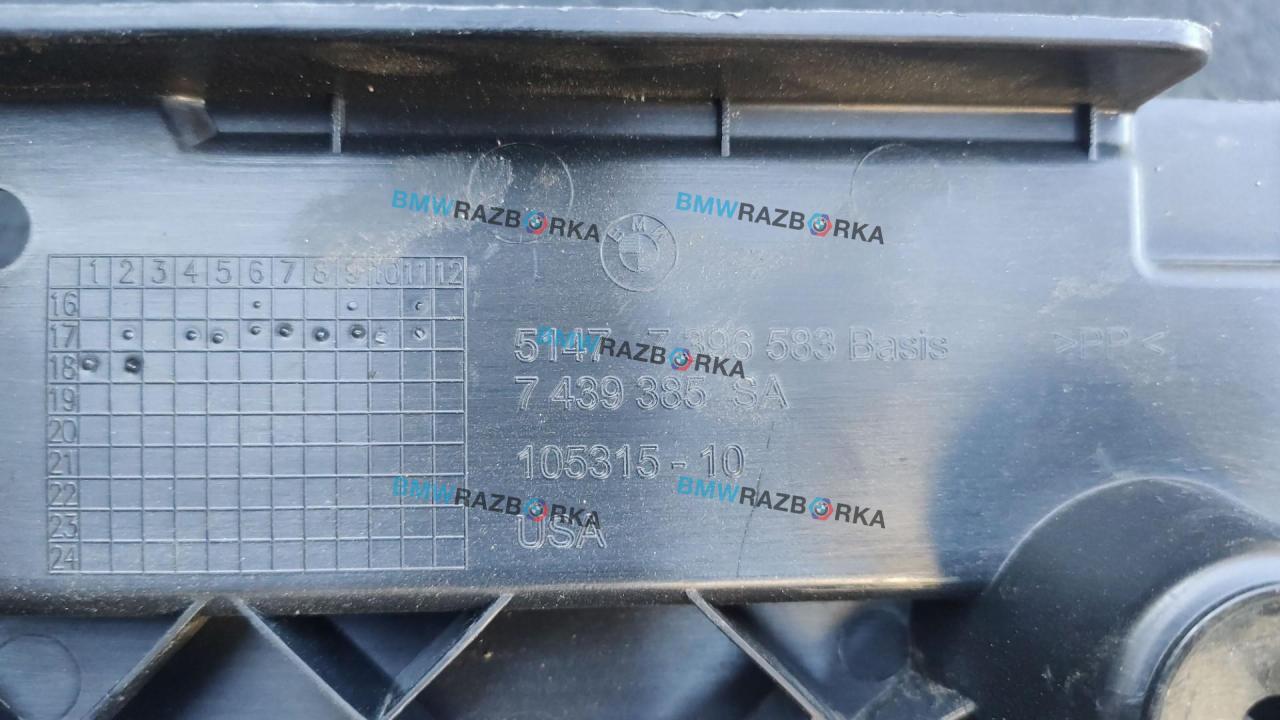 BMW
BMWRAZBORKA
BMWRAZBORKA
1 2 3 4 5 6 7 8 9 10 11 12
16
17
18
19
20
21
22
23
24
5147 7 396 583 Basis >PP<
BMWRAZBORKA
7 439 385 SA
105315-10
BMWRAZBORKA
BMWRAZBORKA
USA